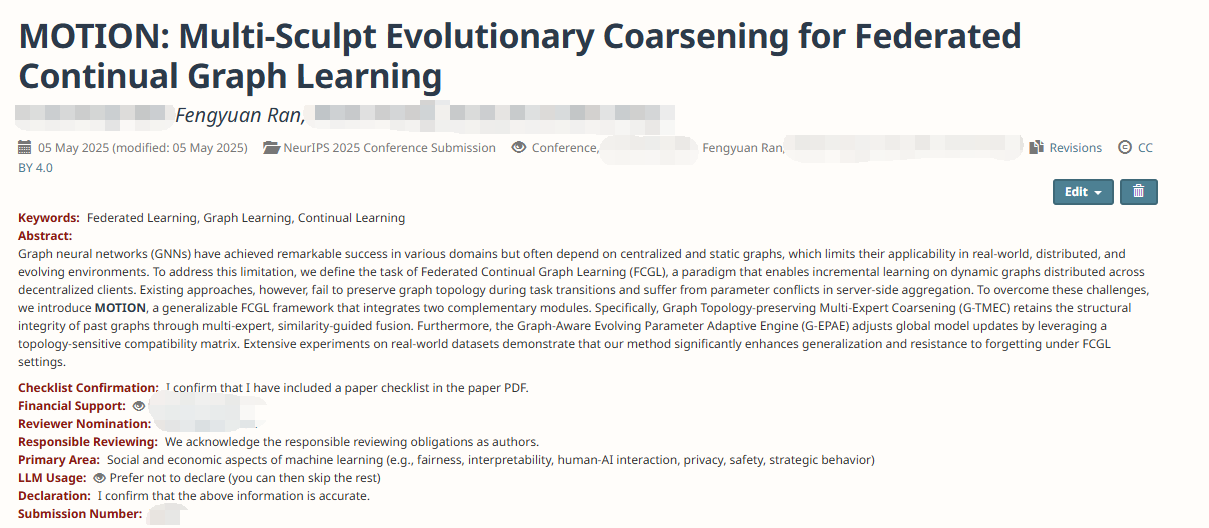 MOTION: Multi-Sculpt Evolutionary Coarsening for Federated
Continual Graph Learning
Fengyuan Ran,
05 May 2025 (modified: 05 May 2025) NeurIPS 2025 Conference Submission Conference, Fengyuan Ran, Revisions CC
BY 4.0
Edit
Keywords: Federated Learning, Graph Learning, Continual Learning
Abstract:
Graph neural networks (GNNs) have achieved remarkable success in various domains but often depend on centralized and static graphs, which limits their applicability in real-world, distributed, and
evolving environments. To address this limitation, we define the task of Federated Continual Graph Learning (FCGL), a paradigm that enables incremental learning on dynamic graphs distributed across
decentralized clients. Existing approaches, however, fail to preserve graph topology during task transitions and suffer from parameter conflicts in server-side aggregation. To overcome these challenges,
we introduce MOTION, a generalizable FCGL framework that integrates two complementary modules. Specifically, Graph Topology-preserving Multi-Expert Coarsening (G-TMEC) retains the structural
integrity of past graphs through multi-expert, similarity-guided fusion. Furthermore, the Graph-Aware Evolving Parameter Adaptive Engine (G-EPAE) adjusts global model updates by leveraging a
topology-sensitive compatibility matrix. Extensive experiments on real-world datasets demonstrate that our method significantly enhances generalization and resistance to forgetting under FCGL
settings.
Checklist Confirmation: I confirm that I have included a paper checklist in the paper PDF.
Financial Support:
Reviewer Nomination:
Responsible Reviewing: We acknowledge the responsible reviewing obligations as authors.
Primary Area: Social and economic aspects of machine learning (e.g., fairness, interpretability, human-AI interaction, privacy, safety, strategic behavior)
LLM Usage: Prefer not to declare (you can then skip the rest)
Declaration: I confirm that the above information is accurate.
Submission Number: